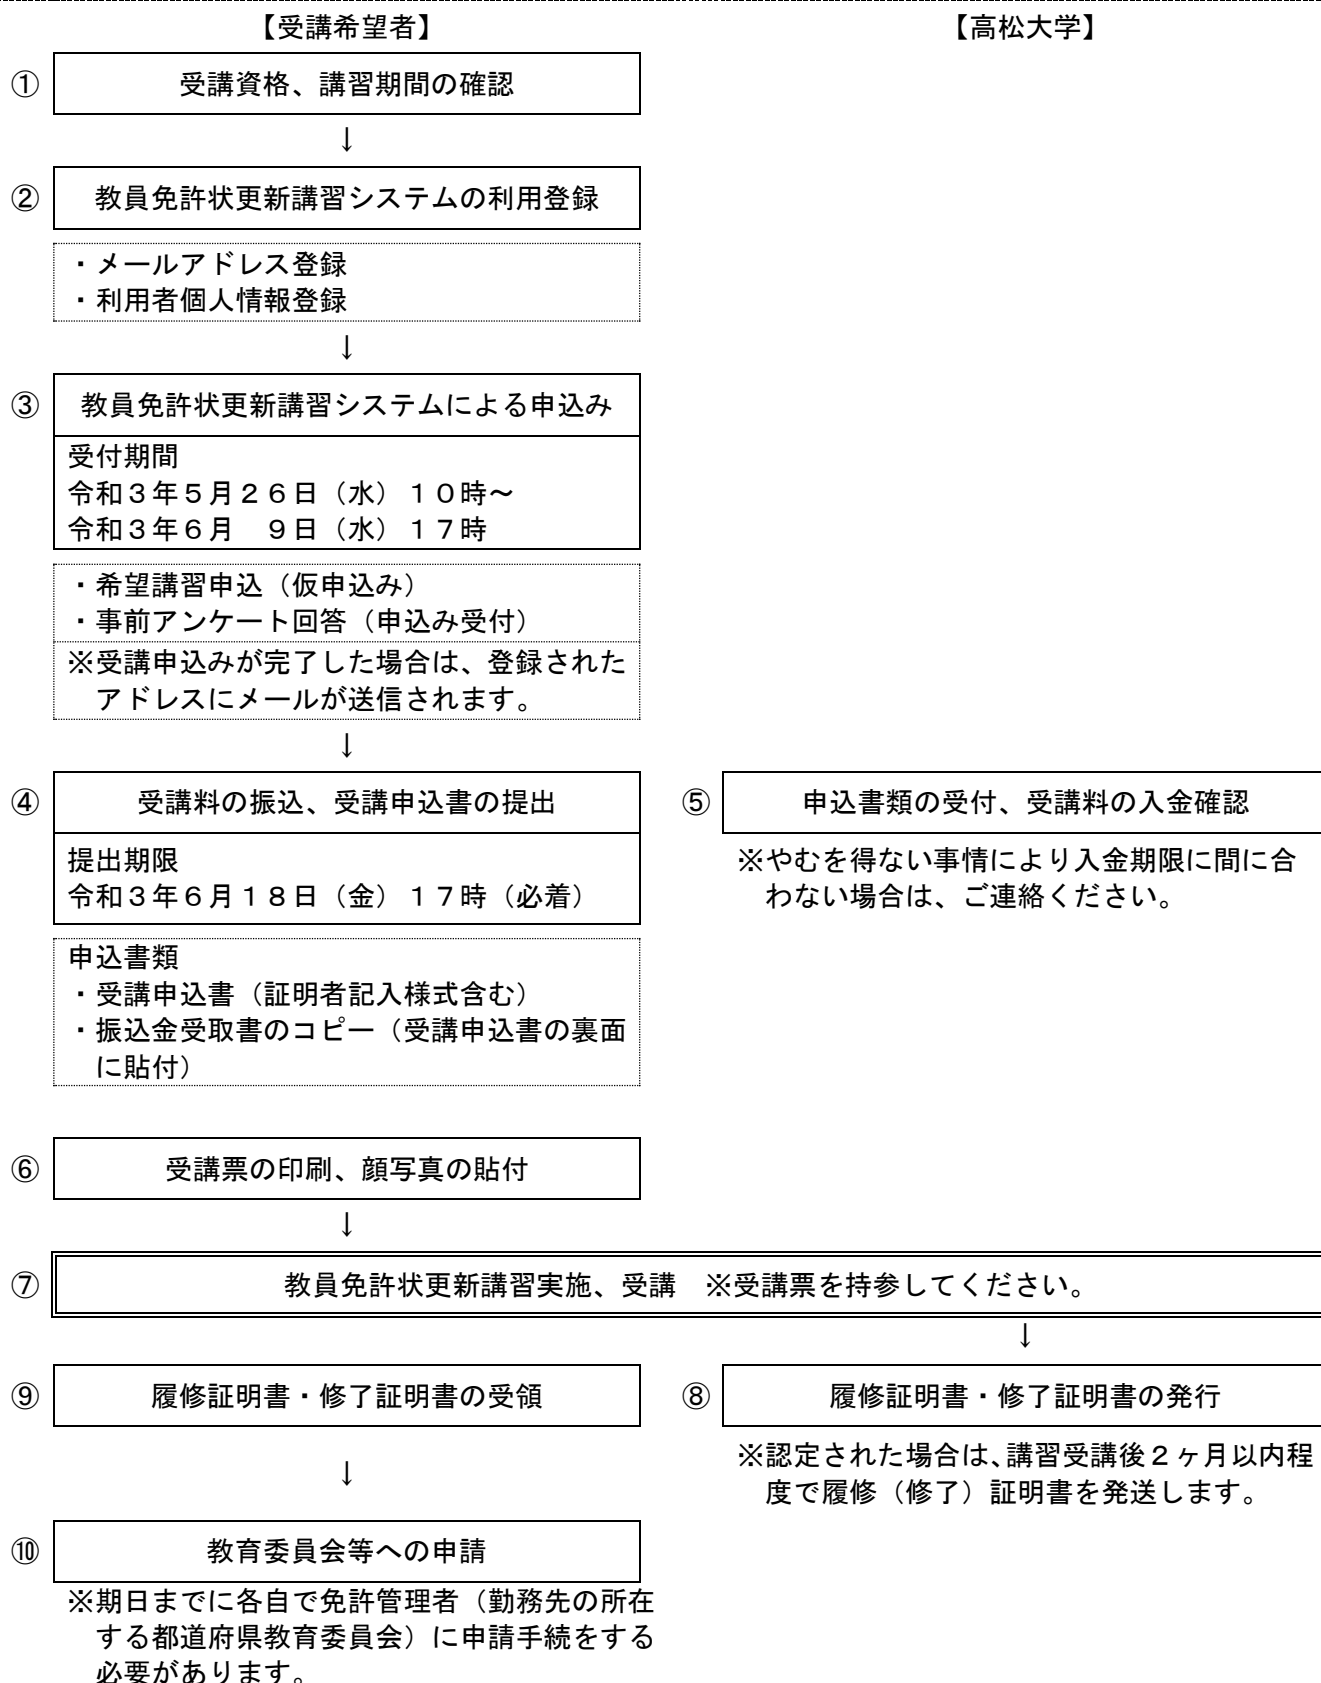 【受講希望者】
【高松大学】
① 受講資格、講習期間の確認
↓
② 教員免許状更新講習システムの利用登録
・メールアドレス登録
・利用者個人情報登録
↓
③ 教員免許状更新講習システムによる申込み
受付期間
令和３年５月２６日（水）１０時～
令和３年６月　９日（水）１７時
・希望講習申込（仮申込み）
・事前アンケート回答（申込み受付）
※受講申込みが完了した場合は、登録された
アドレスにメールが送信されます。
↓
④ 受講料の振込、受講申込書の提出
提出期限
令和３年６月１８日（金）１７時（必着）
申込書類
・受講申込書（証明者記入様式含む）
・振込金受取書のコピー（受講申込書の裏面
に貼付）
⑤ 申込書類の受付、受講料の入金確認
※やむを得ない事情により入金期限に間に合
わない場合は、ご連絡ください。
⑥ 受講票の印刷、顔写真の貼付
↓
⑦ 教員免許状更新講習実施、受講　※受講票を持参してください。
↓
⑨ 履修証明書・修了証明書の受領
⑧ 履修証明書・修了証明書の発行
※認定された場合は、講習受講後２ヶ月以内程
度で履修（修了）証明書を発送します。
↓
⑩ 教育委員会等への申請
※期日までに各自で免許管理者（勤務先の所在
する都道府県教育委員会）に申請手続をする
必要があります。